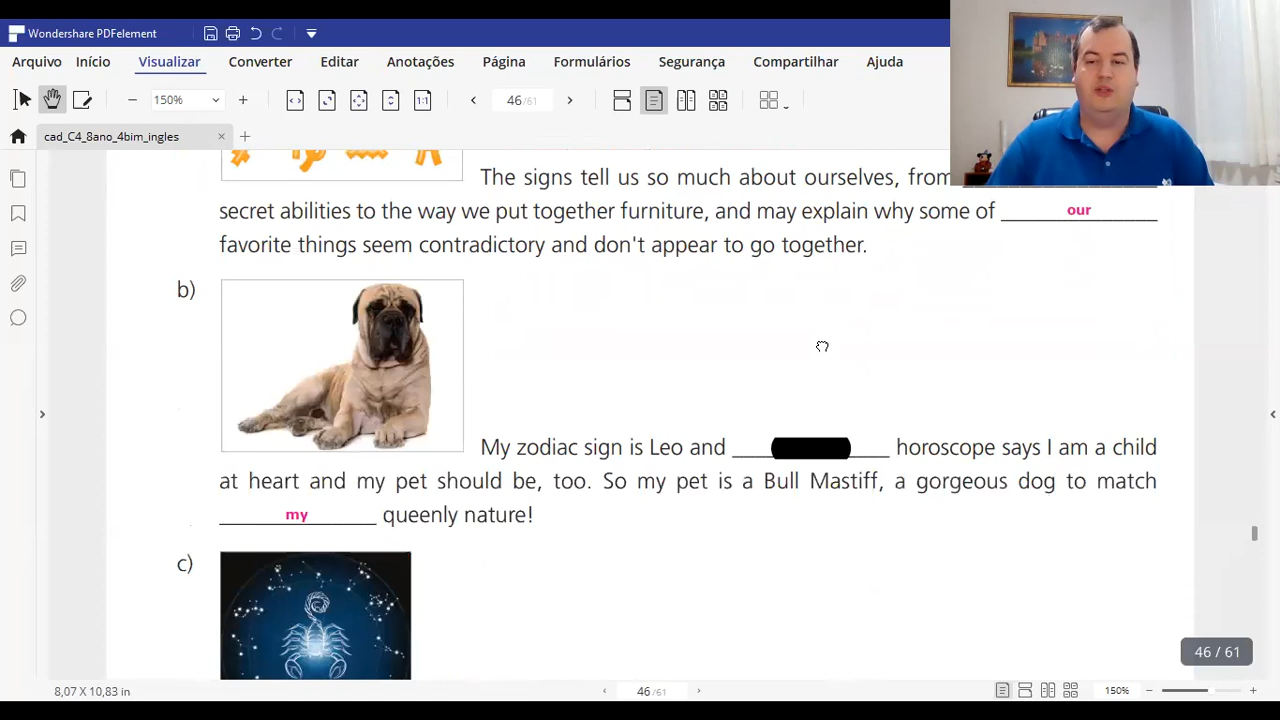 Wondershare PDFelement
Arquivo Início Visualizar Converter Editar Anotações Página Formulários Segurança Compartilhar Ajuda
150% 46/61 1:1
cad_C4_8ano_4bim_ingles
The signs tell us so much about ourselves, from
secret abilities to the way we put together furniture, and may explain why some of our
favorite things seem contradictory and don't appear to go together.
b)
My zodiac sign is Leo and horoscope says I am a child
at heart and my pet should be, too. So my pet is a Bull Mastiff, a gorgeous dog to match
my queenly nature!
c)
46 / 61
8,07 X 10,83 in 46/61 150%